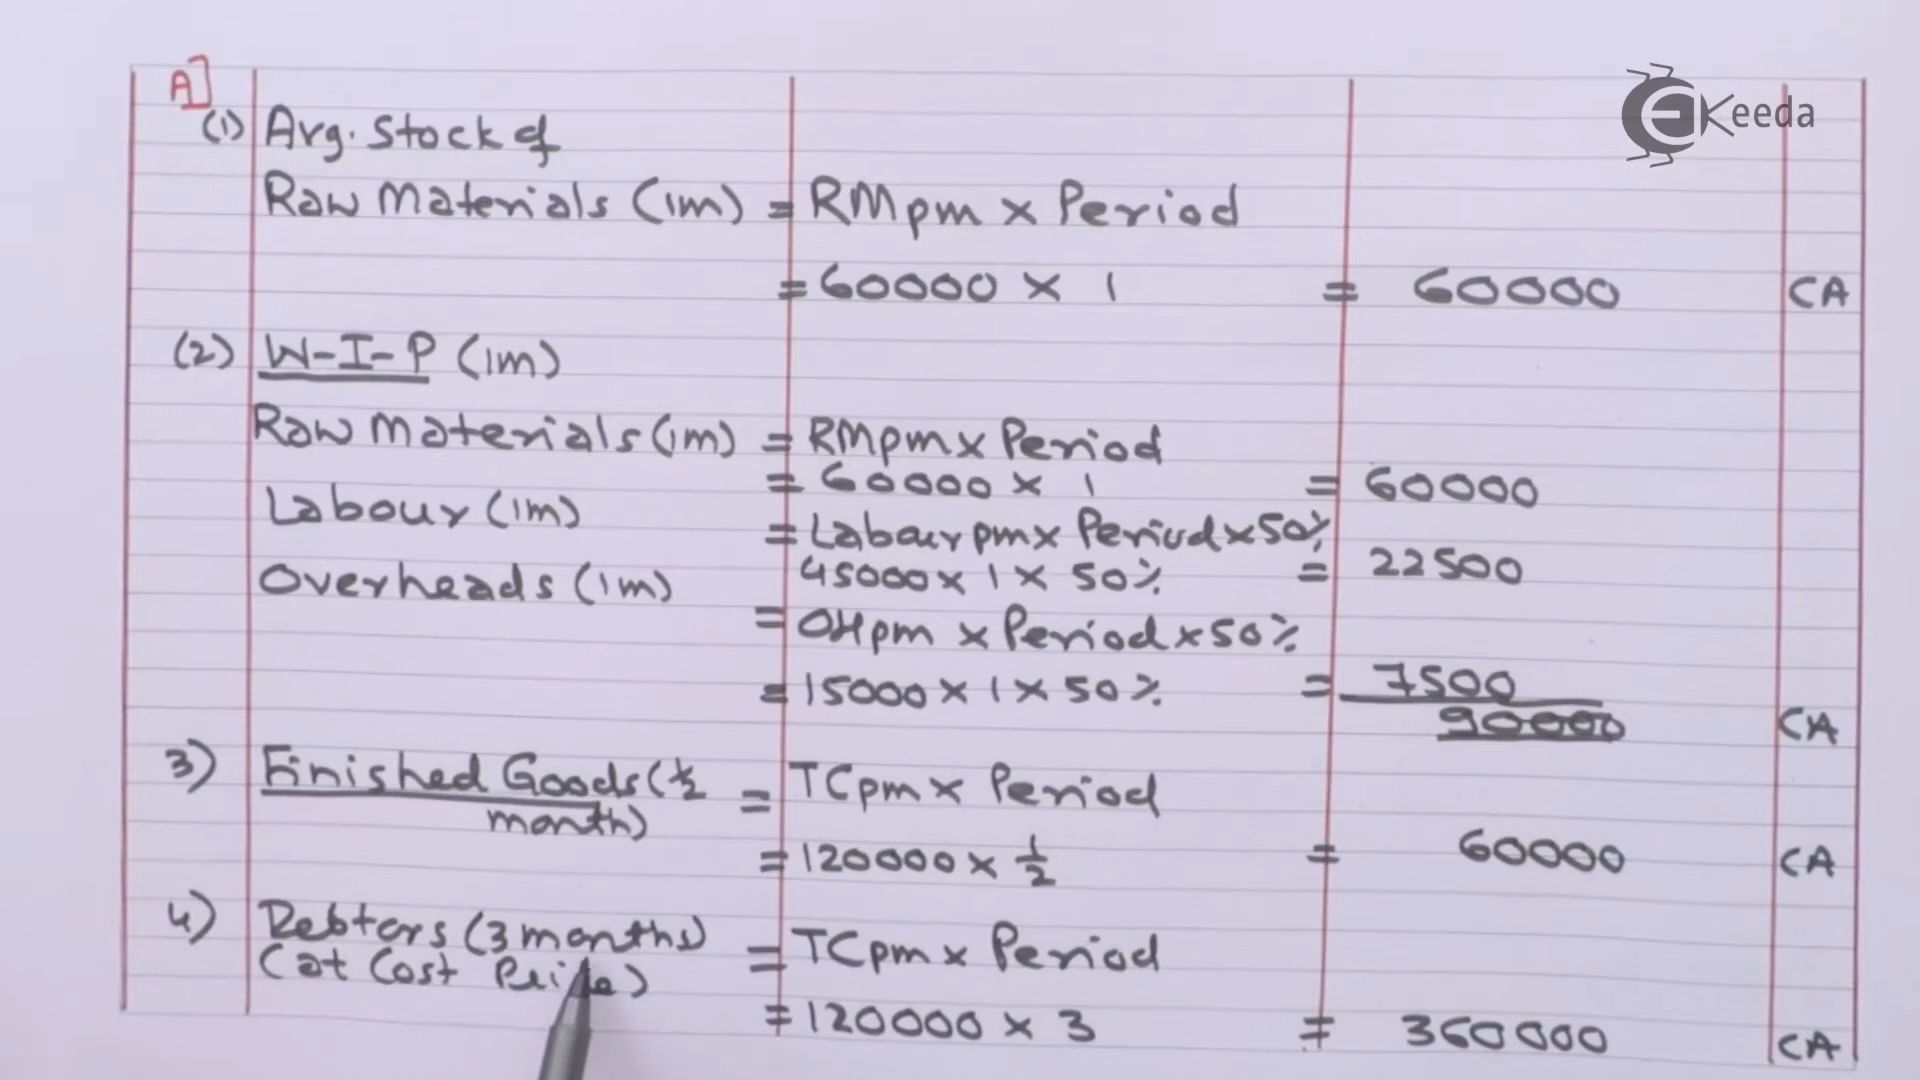 A]
(1) Avg. Stock of
Raw Materials (1m) = RMpm x Period
= 60000 x 1 = 60000 CA
(2) W-I-P (1m)
Raw Materials (1m) = RMpm x Period
= 60000 x 1 = 60000
Labour (1m) = Labour pm x Period x 50%
45000 x 1 x 50% = 22500
Overheads (1m) = OHpm x Period x 50%
= 15000 x 1 x 50% = 7500
90000 CA
3) Finished Goods (1/2 month) = TCpm x Period
= 120000 x 1/2 = 60000 CA
4) Debtors (3 months) = TCpm x Period
(at Cost Price)
= 120000 x 3 = 360000 CA
EKeeda